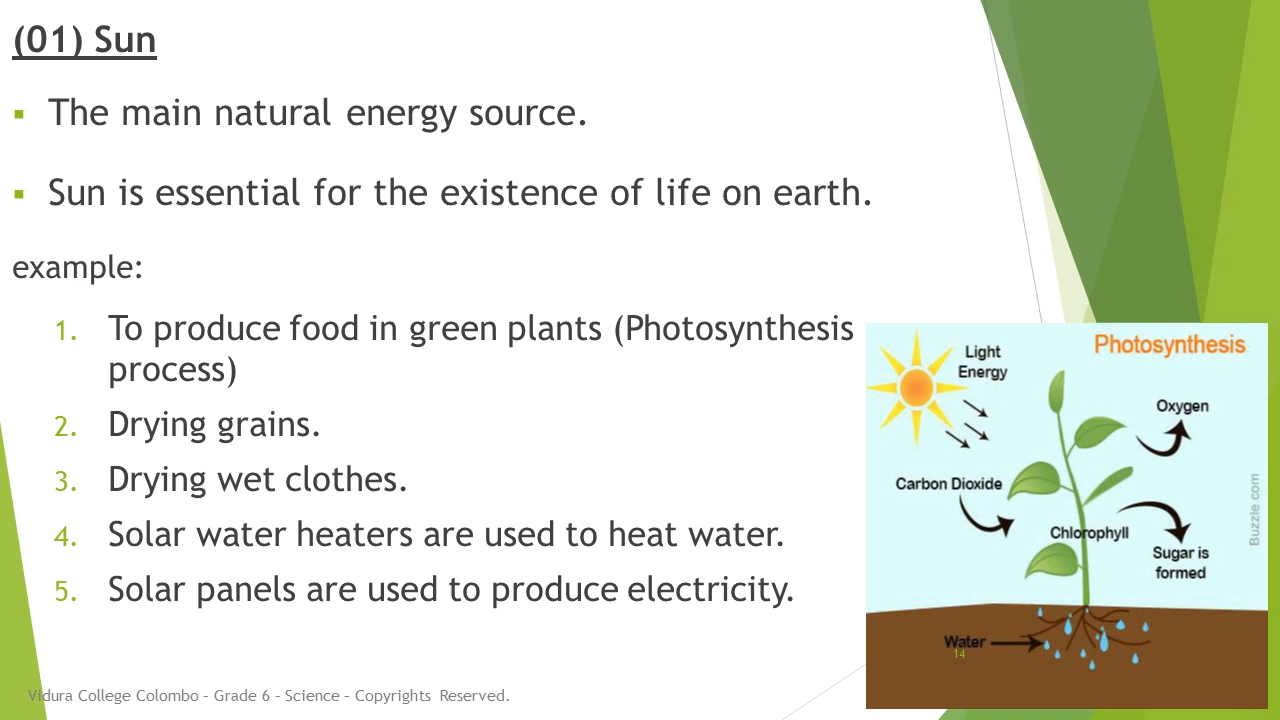 (01) Sun
▪ The main natural energy source.
▪ Sun is essential for the existence of life on earth.
example:
1. To produce food in green plants (Photosynthesis
process)
2. Drying grains.
3. Drying wet clothes.
4. Solar water heaters are used to heat water.
5. Solar panels are used to produce electricity.
Photosynthesis
Light
Energy
Oxygen
Carbon Dioxide
Chlorophyll
Sugar is
formed
Water
Buzzle.com
14
Vidura College Colombo – Grade 6 – Science – Copyrights Reserved.